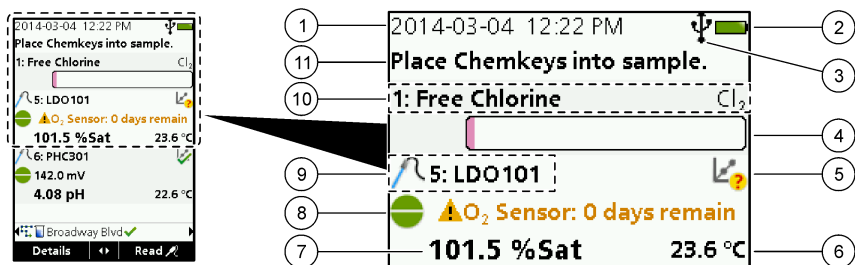 2014-03-04 12:22 PM
Place Chemkeys into sample.
1: Free Chlorine Cl₂
5: LDO101
O₂ Sensor: 0 days remain
101.5 %Sat 23.6 °C
6: PHC301
142.0 mV
4.08 pH 22.6 °C
Broadway Blvd
Details Read
1 2014-03-04 12:22 PM 2
3
11 Place Chemkeys into sample.
10 1: Free Chlorine Cl₂
4
9 5: LDO101 5
8 O₂ Sensor: 0 days remain
7 101.5 %Sat 23.6 °C 6